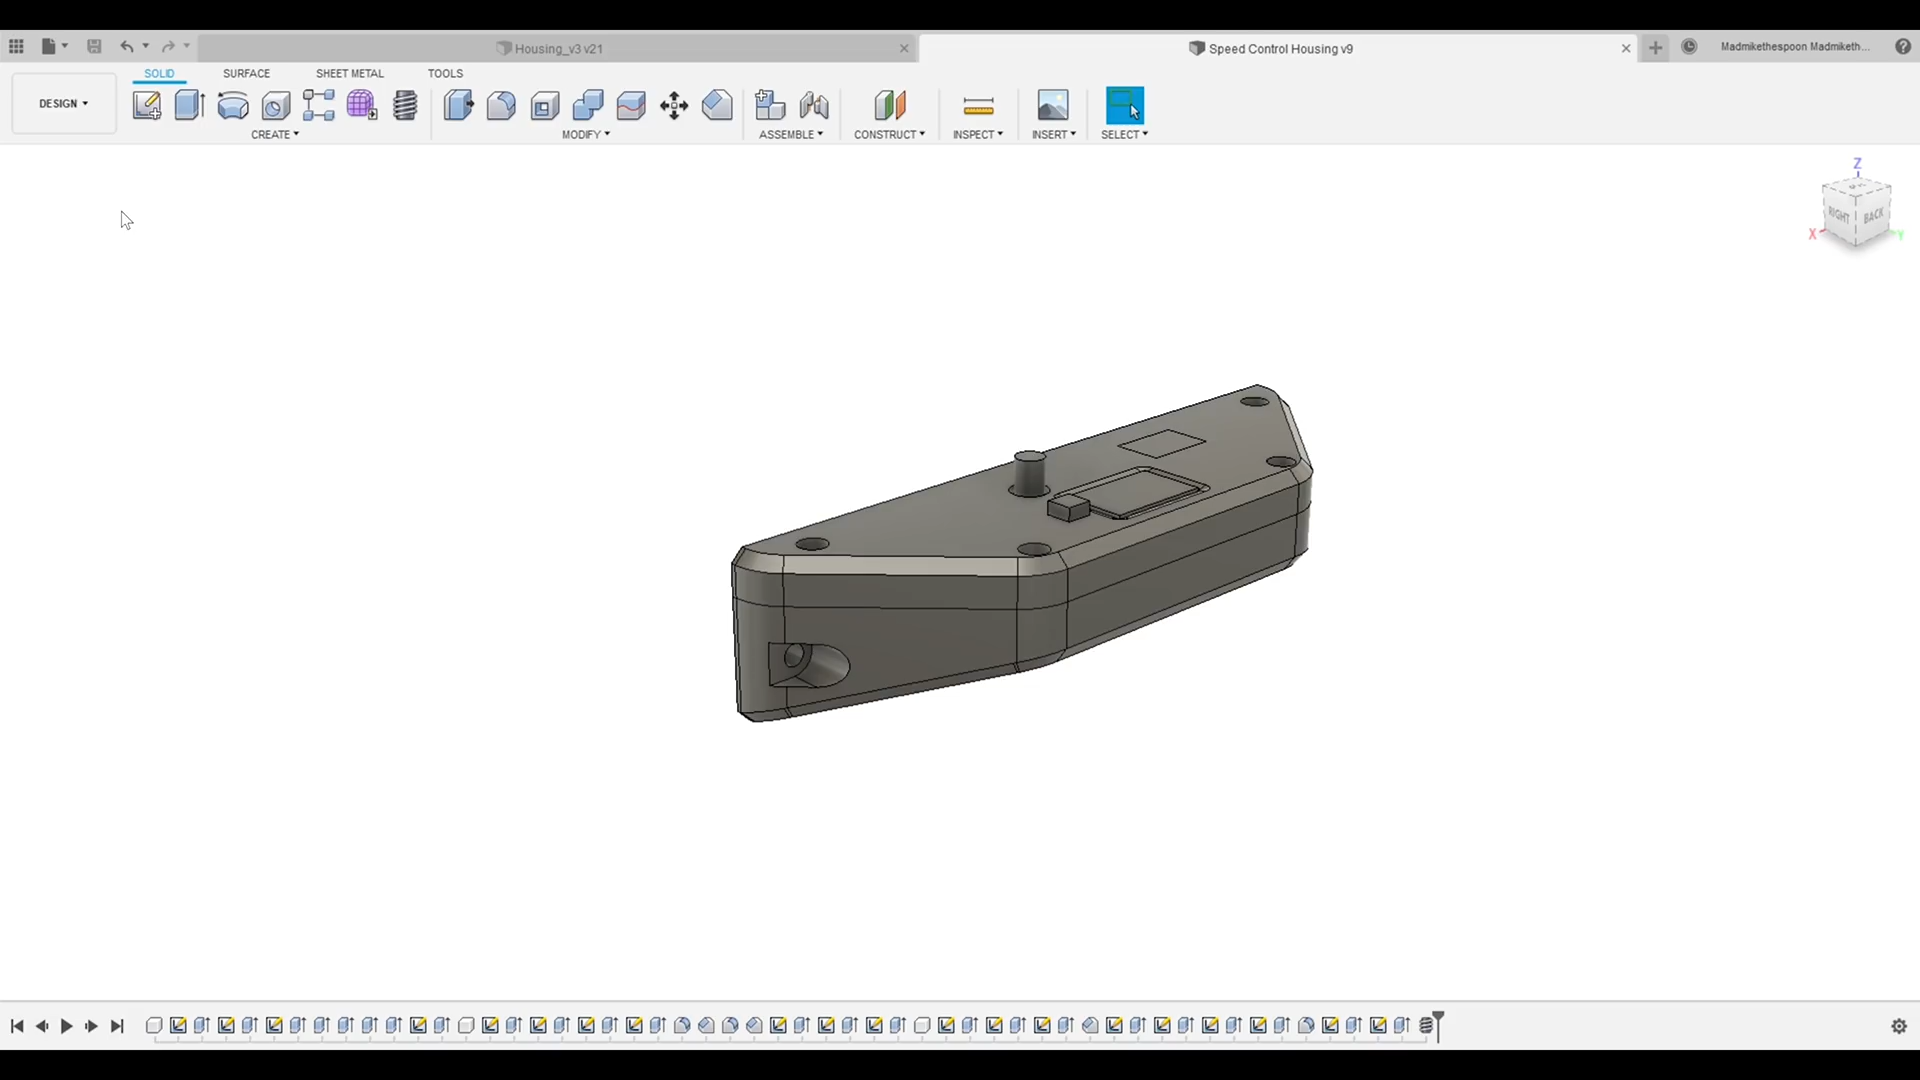 Housing_v3 v21
Speed Control Housing v9
Madmikethespoon Madmiketh...
DESIGN
SOLID
SURFACE
SHEET METAL
TOOLS
CREATE
MODIFY
ASSEMBLE
CONSTRUCT
INSPECT
INSERT
SELECT
Z
RIGHT
BACK
X
Y